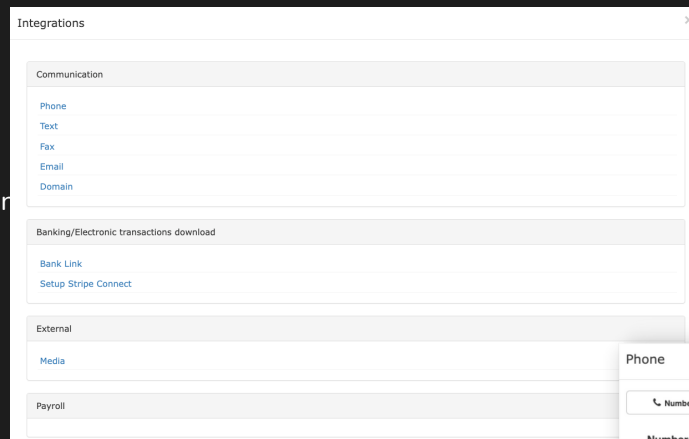 Integrations
Communication
Phone
Text
Fax
Email
Domain
Banking/Electronic transactions download
Bank Link
Setup Stripe Connect
External
Media
Payroll
Phone